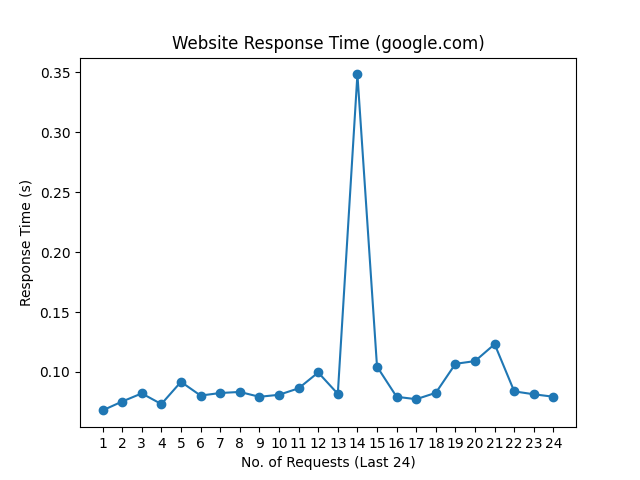 Website Response Time (google.com)
0.35
0.30
0.25
0.20
0.15
0.10
Response Time (s)
1 2 3 4 5 6 7 8 9 10 11 12 13 14 15 16 17 18 19 20 21 22 23 24
No. of Requests (Last 24)